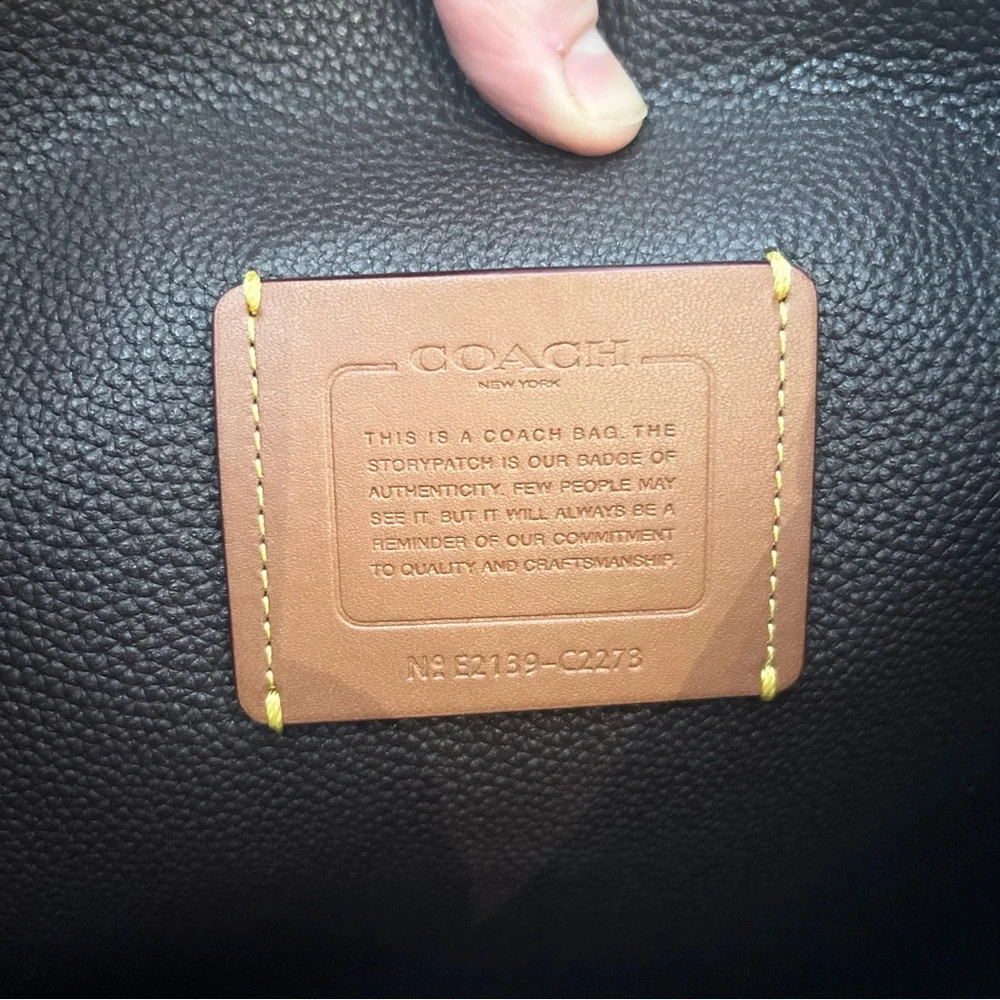 COACH
NEW YORK
THIS IS A COACH BAG. THE
STORYPATCH IS OUR BADGE OF
AUTHENTICITY. FEW PEOPLE MAY
SEE IT, BUT IT WILL ALWAYS BE A
REMINDER OF OUR COMMITMENT
TO QUALITY AND CRAFTSMANSHIP.
Nº E2139-C2273